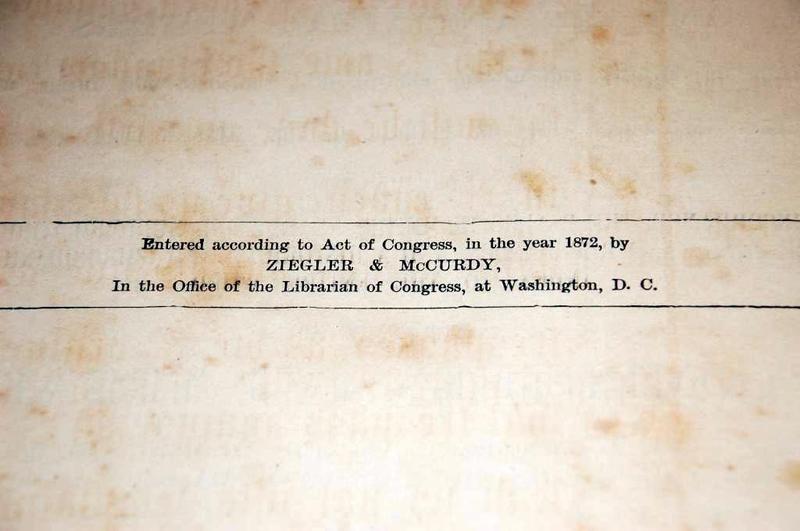 Entered according to Act of Congress, in the year 1872, by
ZIEGLER & McCURDY,
In the Office of the Librarian of Congress, at Washington, D. C.